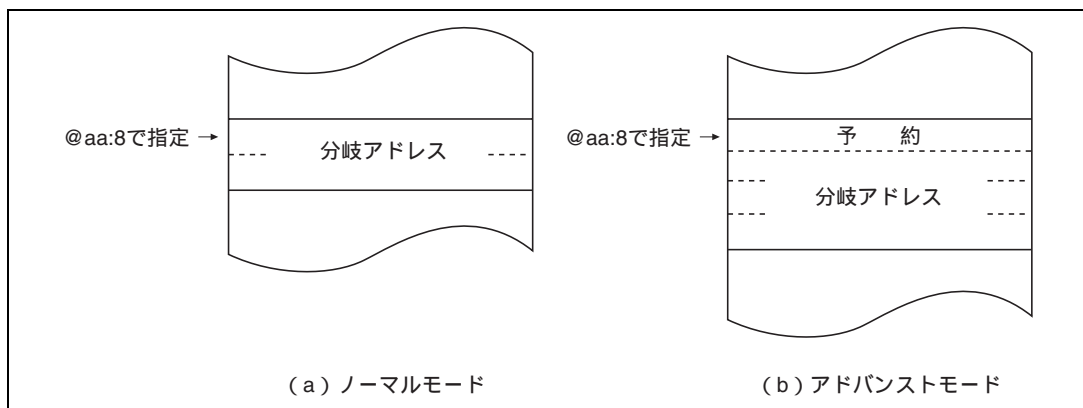 @aa:8で指定 →
分岐アドレス
(a)ノーマルモード
@aa:8で指定 →
予 約
分岐アドレス
(b)アドバンストモード